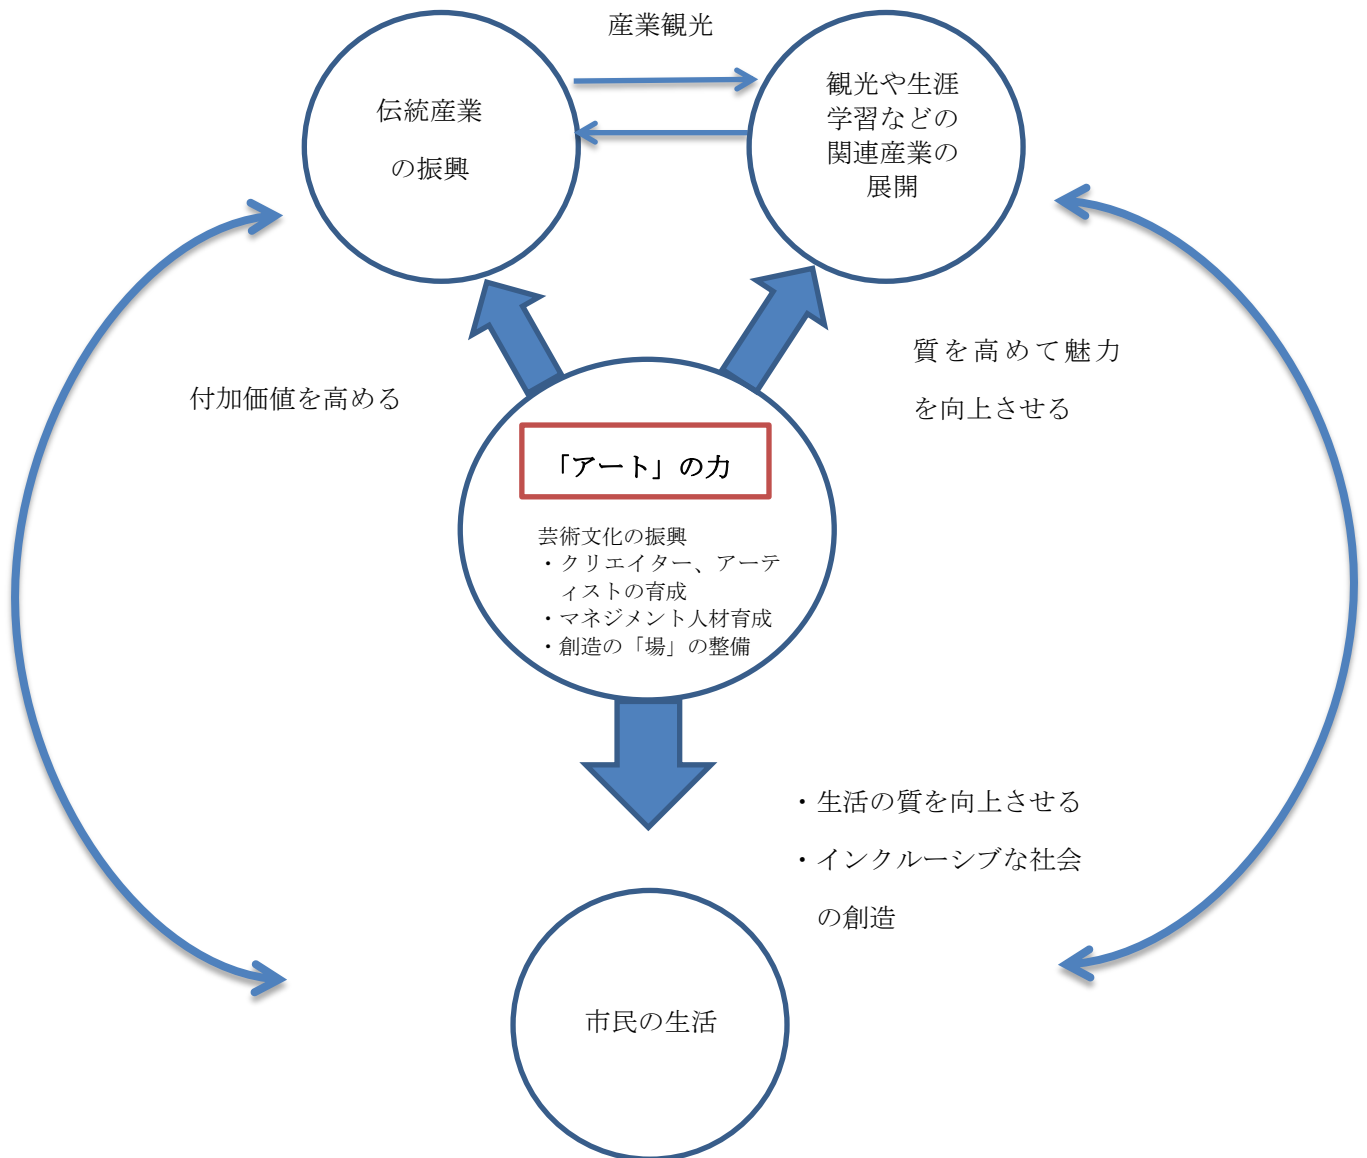 産業観光
伝統産業
の振興
観光や生涯
学習などの
関連産業の
展開
付加価値を高める
質を高めて魅力
を向上させる
「アート」の力
芸術文化の振興
・クリエイター、アーテ
ィストの育成
・マネジメント人材育成
・創造の「場」の整備
・生活の質を向上させる
・インクルーシブな社会
の創造
市民の生活